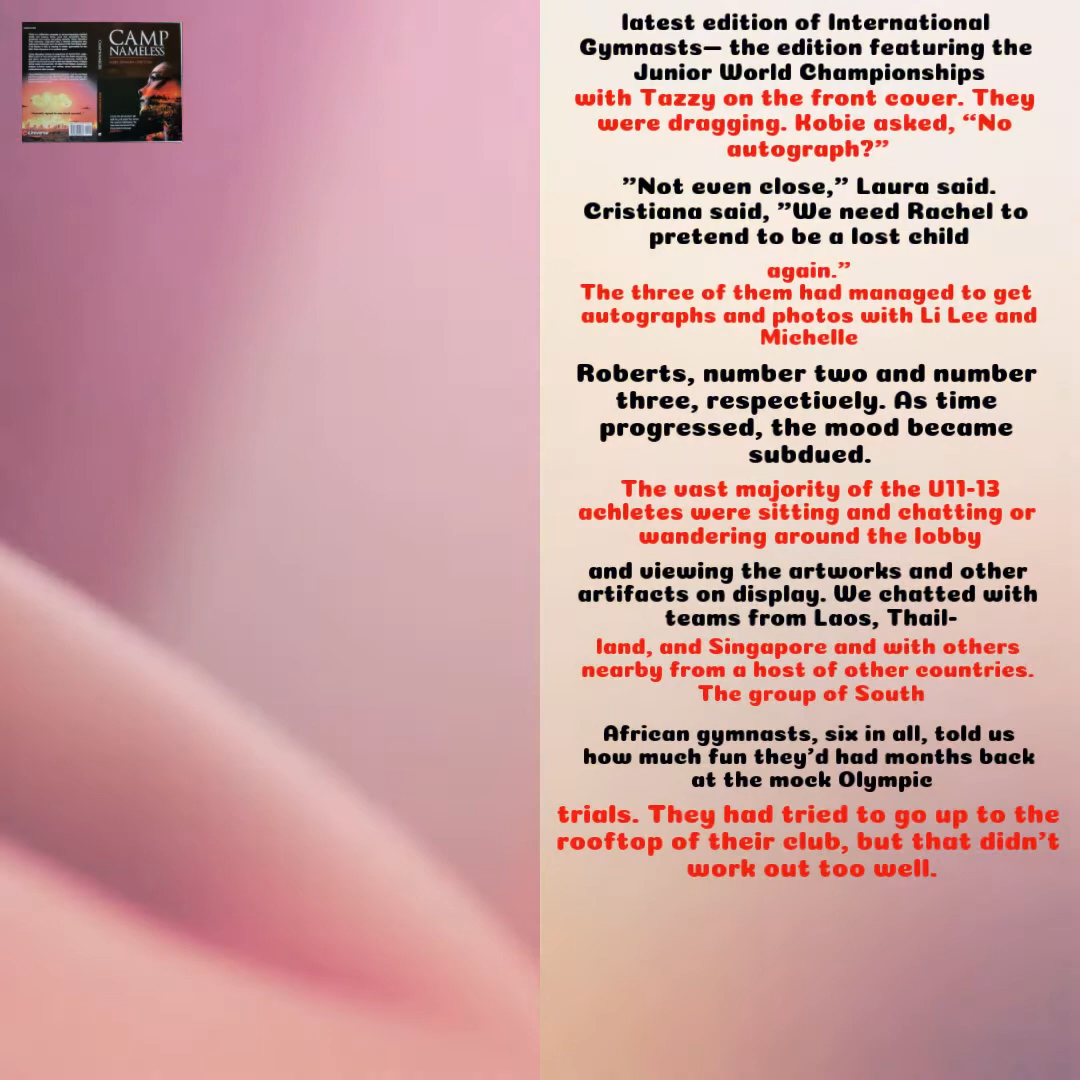 CAMP
NAMELESS
latest edition of International
Gymnasts— the edition featuring the
Junior World Championships
with Tazzy on the front cover. They
were dragging. Kobie asked, “No
autograph?”
”Not even close,” Laura said.
Cristiana said, ”We need Rachel to
pretend to be a lost child
again.”
The three of them had managed to get
autographs and photos with Li Lee and
Michelle
Roberts, number two and number
three, respectively. As time
progressed, the mood became
subdued.
The vast majority of the U11-13
achletes were sitting and chatting or
wandering around the lobby
and viewing the artworks and other
artifacts on display. We chatted with
teams from Laos, Thail-
land, and Singapore and with others
nearby from a host of other countries.
The group of South
African gymnasts, six in all, told us
how much fun they’d had months back
at the mock Olympic
trials. They had tried to go up to the
rooftop of their club, but that didn’t
work out too well.